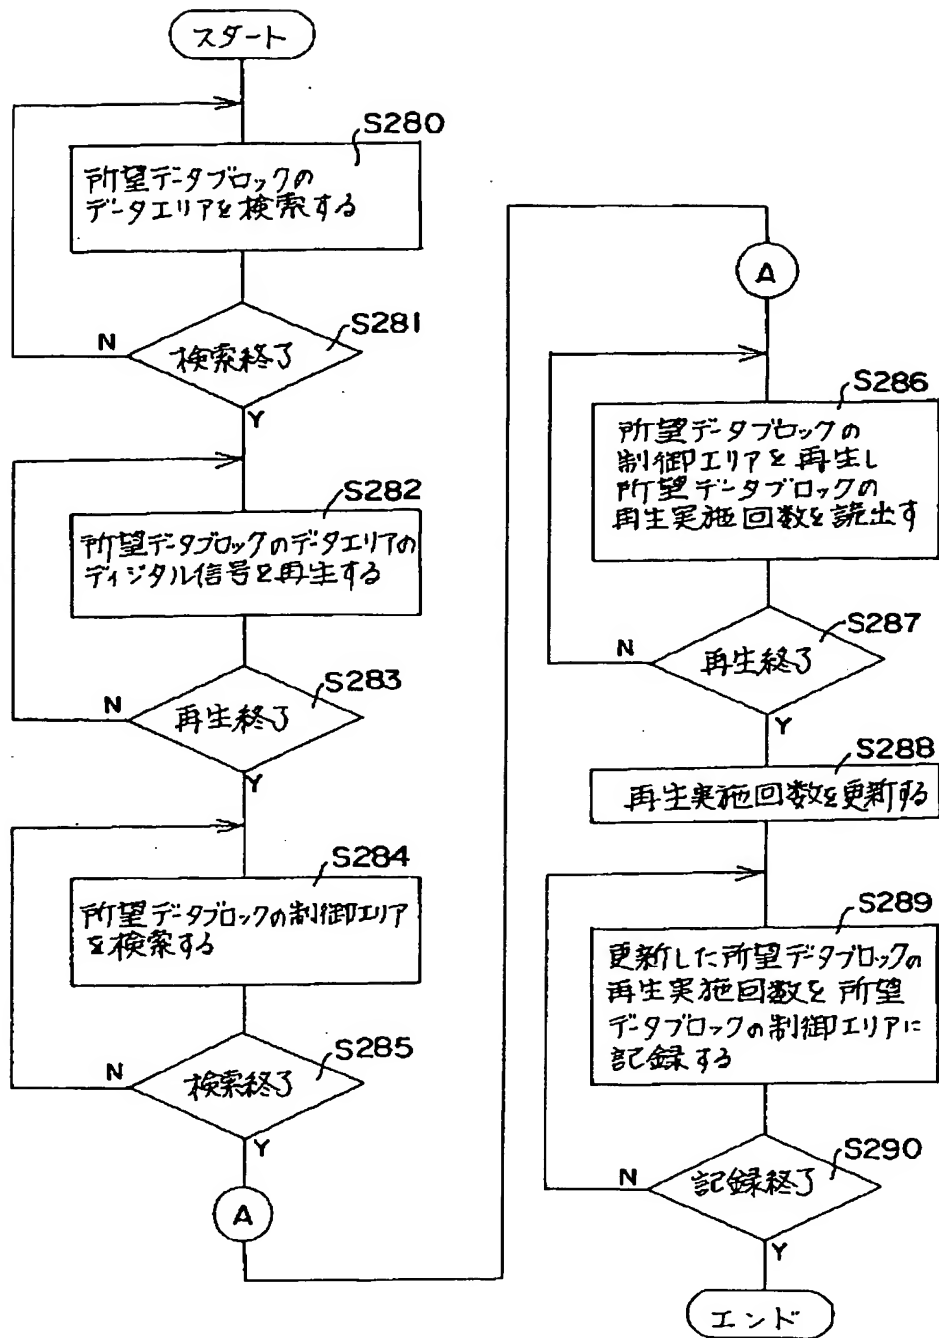 スタート
S280
所望データブロックの
データエリアを検索する
S281
検索終了
N
Y
S282
所望データブロックのデータエリアの
ディジタル信号を再生する
S283
再生終了
N
Y
S284
所望データブロックの制御エリア
を検索する
S285
検索終了
N
Y
A
A
S286
所望データブロックの
制御エリアを再生し
所望データブロックの
再生実施回数を読出す
S287
再生終了
N
Y
S288
再生実施回数を更新する
S289
更新した所望データブロックの
再生実施回数を所望
データブロックの制御エリアに
記録する
S290
記録終了
N
Y
エンド